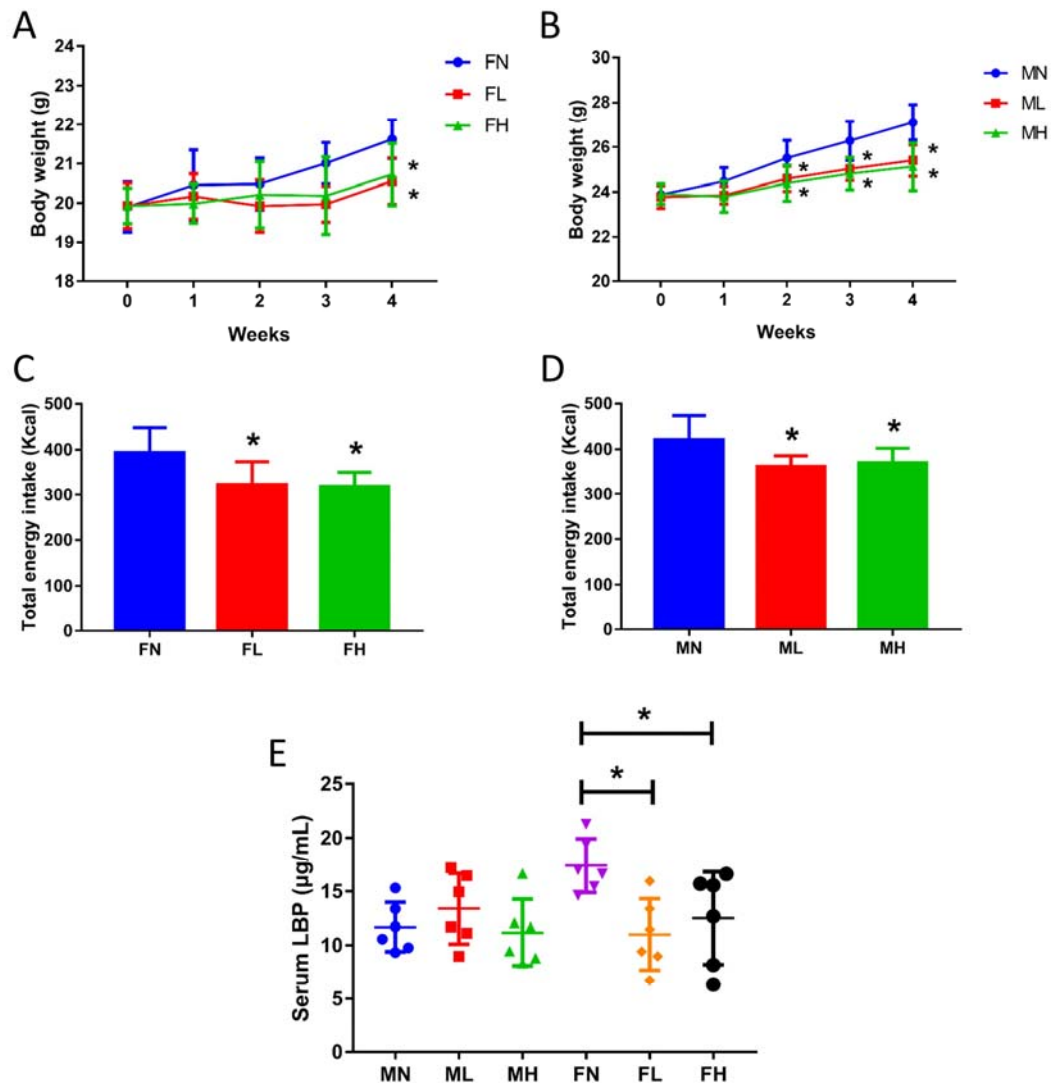 A
Body weight (g)
24
23
22
21
20
19
18
0 1 2 3 4
Weeks
FN
FL
FH
*
*
B
Body weight (g)
30
28
26
24
22
20
0 1 2 3 4
Weeks
MN
ML
MH
* * *
* * *
C
Total energy intake (Kcal)
500
400
300
200
100
0
FN FL FH
* *
D
Total energy intake (Kcal)
500
400
300
200
100
0
MN ML MH
* *
E
Serum LBP (µg/mL)
25
20
15
10
5
0
MN ML MH FN FL FH
*
*